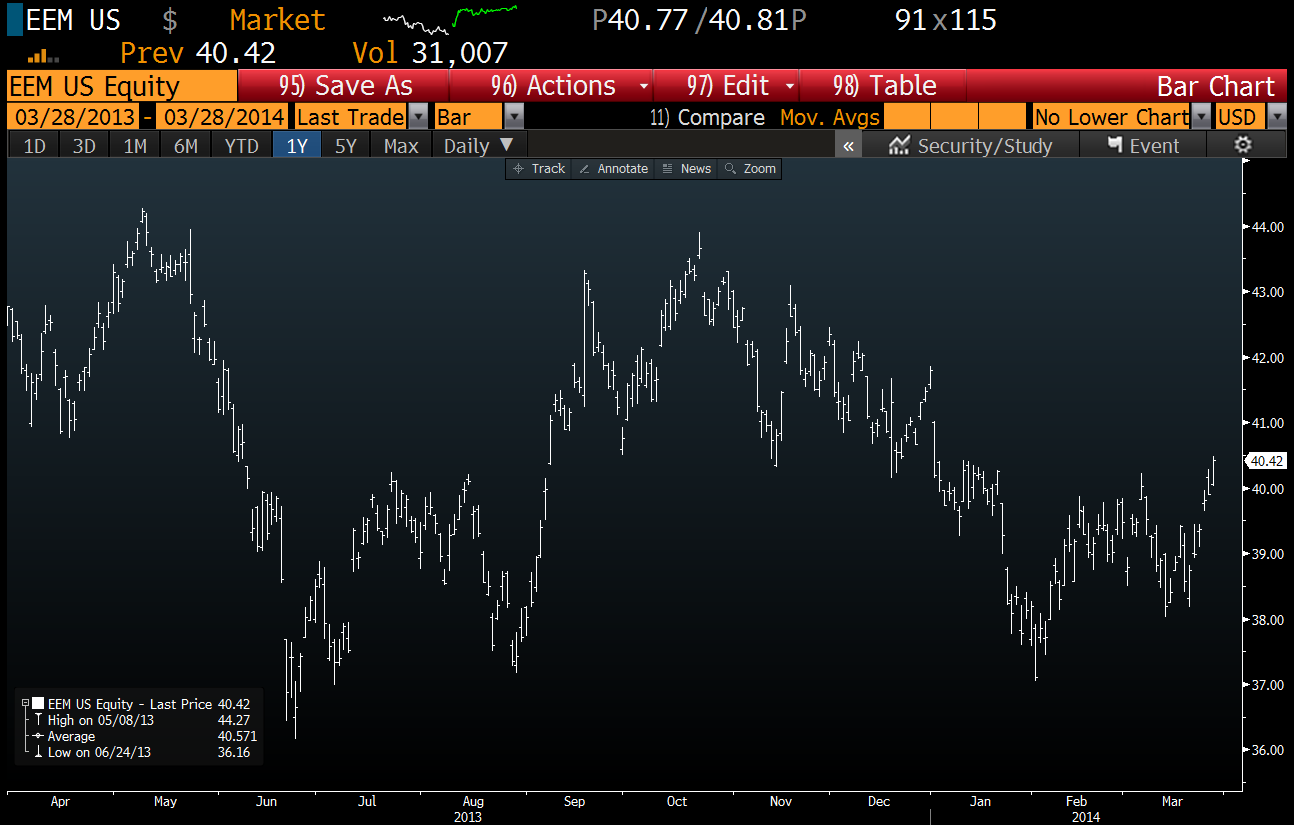 EEM US $ Market P40.77/40.81P 91x115
Prev 40.42 Vol 31,007
EEM US Equity 95) Save As 96) Actions 97) Edit 98) Table Bar Chart
03/28/2013 - 03/28/2014 Last Trade Bar 11) Compare Mov. Avgs No Lower Chart USD
1D 3D 1M 6M YTD 1Y 5Y Max Daily ▼ « Security/Study Event
Track Annotate News Zoom
44.00
43.00
42.00
41.00
40.42
40.00
39.00
38.00
37.00
36.00
EEM US Equity - Last Price 40.42
High on 05/08/13 44.27
Average 40.571
Low on 06/24/13 36.16
Apr May Jun Jul Aug Sep Oct Nov Dec Jan Feb Mar
2013 2014